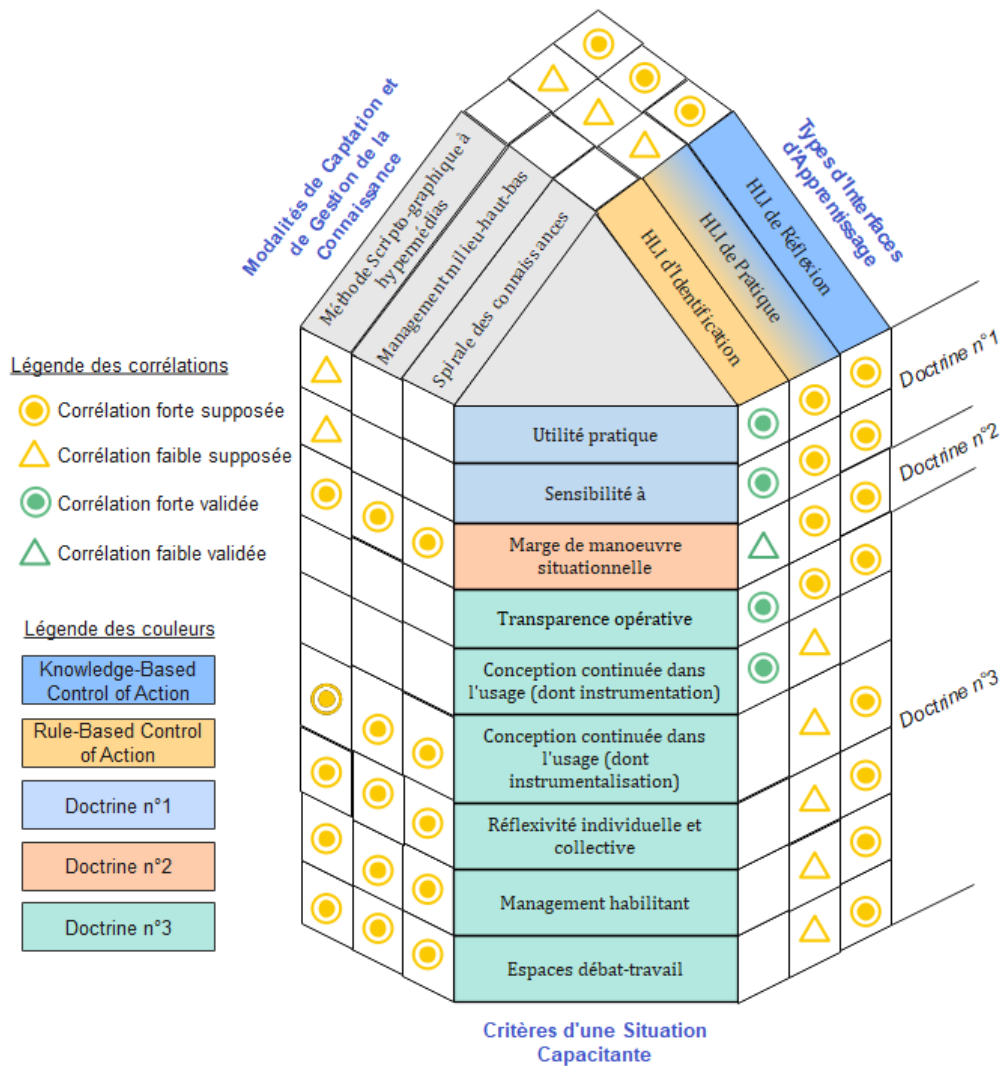 Modalités de Captation et
de Gestion de la
Connaissance
Types d'Interfaces
d'Apprentissage
Méthode Scripto-graphique à
hypermédias
Management milieu-haut-bas
Spirale des connaissances
HLI d'Identification
HLI de Pratique
HLI de Réflexion
Doctrine n°1
Doctrine n°2
Doctrine n°3
Légende des corrélations
Corrélation forte supposée
Corrélation faible supposée
Corrélation forte validée
Corrélation faible validée
Légende des couleurs
Knowledge-Based
Control of Action
Rule-Based Control
of Action
Doctrine n°1
Doctrine n°2
Doctrine n°3
Utilité pratique
Sensibilité à
Marge de manoeuvre
situationnelle
Transparence opérative
Conception continuée dans
l'usage (dont instrumentation)
Conception continuée dans
l'usage (dont
instrumentalisation)
Réflexivité individuelle et
collective
Management habilitant
Espaces débat-travail
Critères d'une Situation
Capacitante